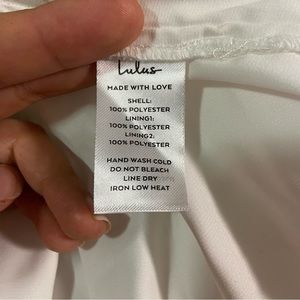 Lulus
MADE WITH LOVE
SHELL:
100% POLYESTER
LINING1:
100% POLYESTER
LINING2:
100% POLYESTER
HAND WASH COLD
DO NOT BLEACH
LINE DRY
IRON LOW HEAT